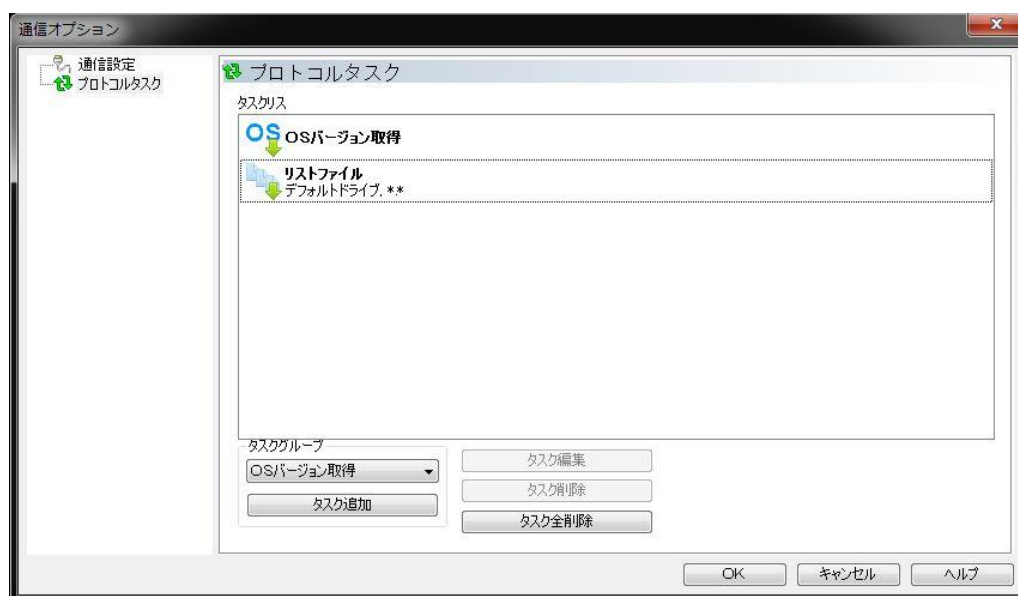 通信オプション
通信設定
プロトコルタスク
プロトコルタスク
タスクリス
OS OSバージョン取得
リストファイル
デフォルトドライブ, *.*
タスクグループ
OSバージョン取得
タスク追加
タスク編集
タスク削除
タスク全削除
OK
キャンセル
ヘルプ